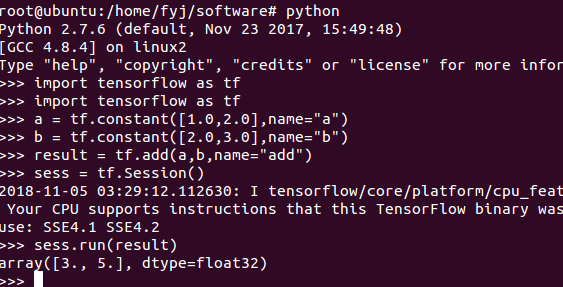 root@ubuntu:/home/fyj/software# python
Python 2.7.6 (default, Nov 23 2017, 15:49:48)
[GCC 4.8.4] on linux2
Type "help", "copyright", "credits" or "license" for more infor
>>> import tensorflow as tf
>>> import tensorflow as tf
>>> a = tf.constant([1.0,2.0],name="a")
>>> b = tf.constant([2.0,3.0],name="b")
>>> result = tf.add(a,b,name="add")
>>> sess = tf.Session()
2018-11-05 03:29:12.112630: I tensorflow/core/platform/cpu_feat
 Your CPU supports instructions that this TensorFlow binary was
use: SSE4.1 SSE4.2
>>> sess.run(result)
array([3., 5.], dtype=float32)
>>>